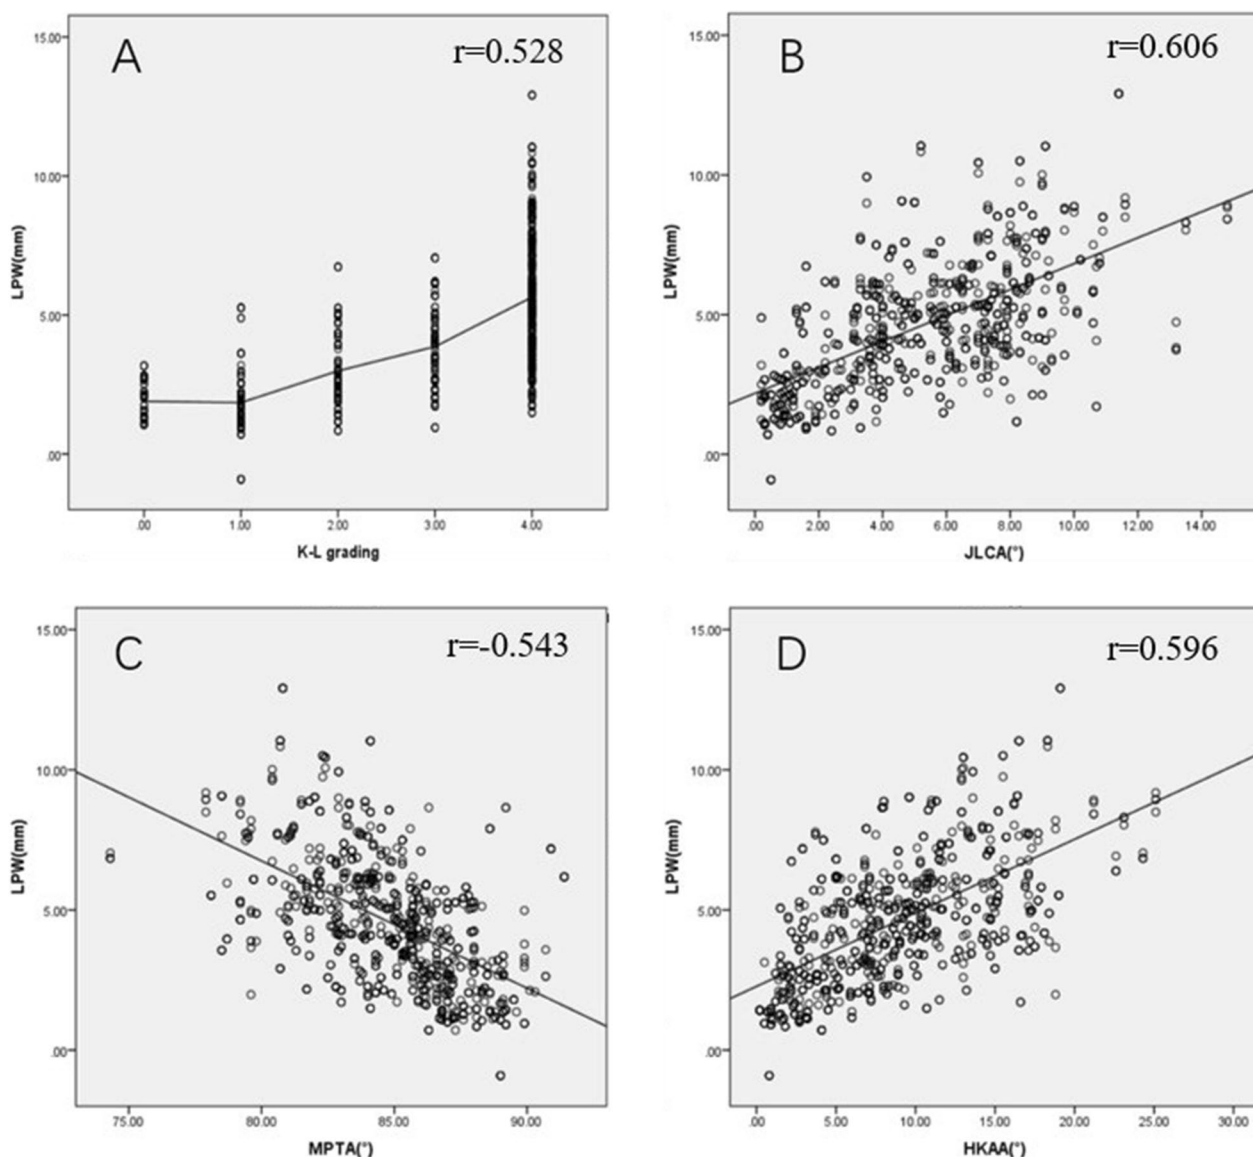 A
r=0.528
15.00
10.00
5.00
.00
LPW(mm)
.00 1.00 2.00 3.00 4.00
K-L grading
B
r=0.606
15.00
10.00
5.00
.00
LPW(mm)
.00 2.00 4.00 6.00 8.00 10.00 12.00 14.00
JLCA(°)
C
r=-0.543
15.00
10.00
5.00
.00
LPW(mm)
75.00 80.00 85.00 90.00
MPTA(°)
D
r=0.596
15.00
10.00
5.00
.00
LPW(mm)
.00 5.00 10.00 15.00 20.00 25.00 30.00
HKAA(°)